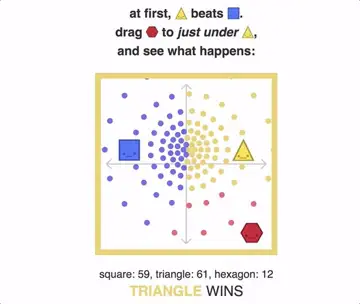 at first, beats .
drag to just under ,
and see what happens:
square: 59, triangle: 61, hexagon: 12
TRIANGLE WINS